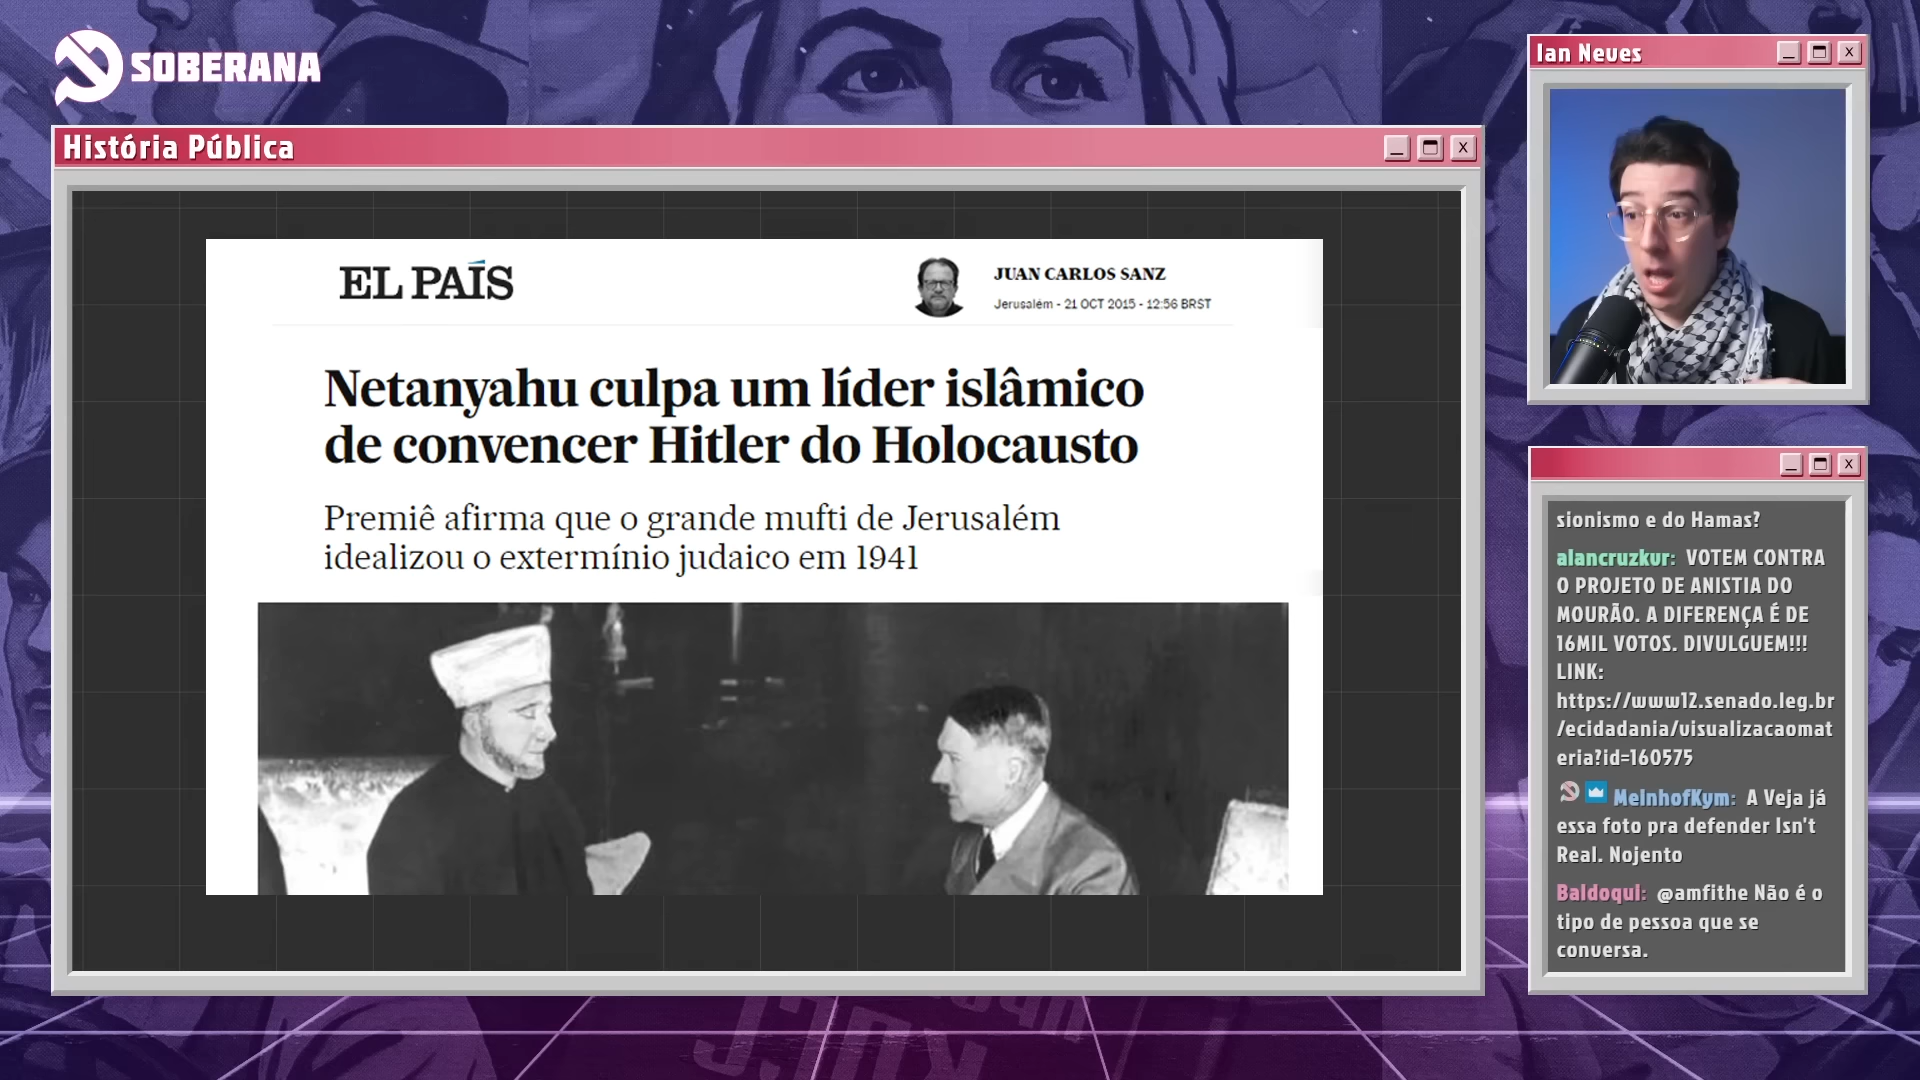 SOBERANA
História Pública
EL PAÍS
JUAN CARLOS SANZ
Jerusalém - 21 OCT 2015 - 12:56 BRST
Netanyahu culpa um líder islâmico
de convencer Hitler do Holocausto
Premiê afirma que o grande mufti de Jerusalém
idealizou o extermínio judaico em 1941
Ian Neves
sionismo e do Hamas?
alancruzkur: VOTEM CONTRA
O PROJETO DE ANISTIA DO
MOURÃO. A DIFERENÇA É DE
16MIL VOTOS. DIVULGUEM!!!
LINK:
https://www12.senado.leg.br
/ecidadania/visualizacaomat
eria?id=160575
MeInhofKym: A Veja já
essa foto pra defender Isn't
Real. Nojento
Baldoqui: @amfithe Não é o
tipo de pessoa que se
conversa.